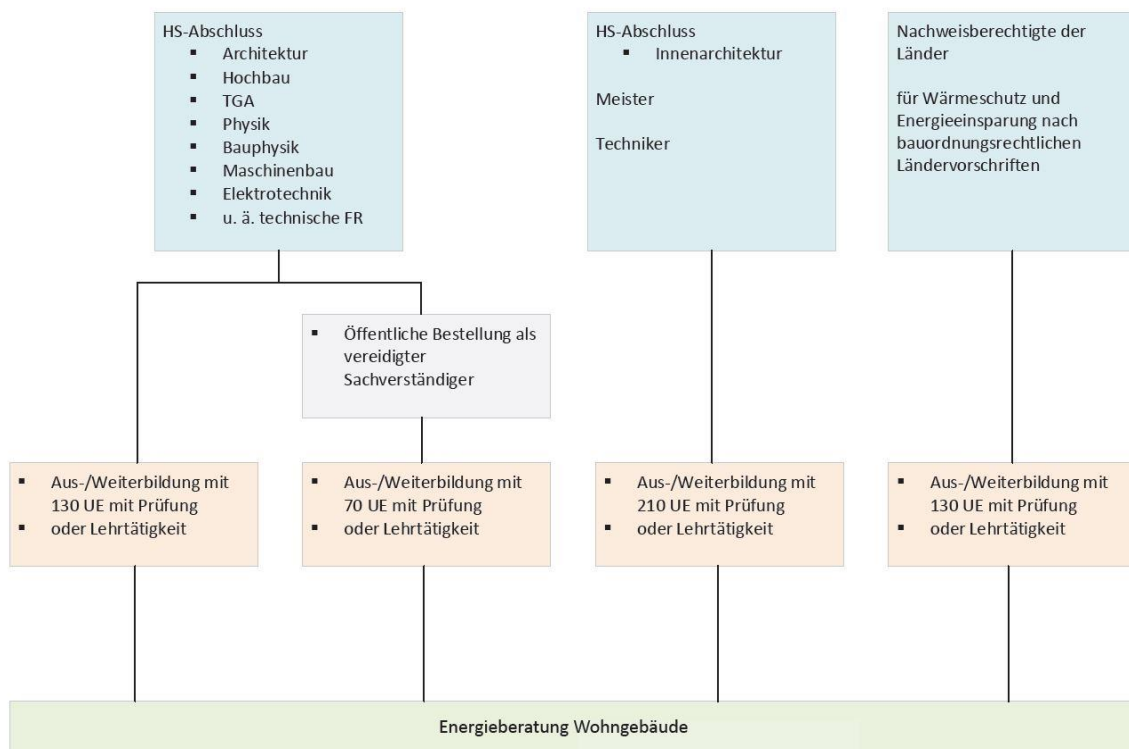 HS-Abschluss
▪ Architektur
▪ Hochbau
▪ TGA
▪ Physik
▪ Bauphysik
▪ Maschinenbau
▪ Elektrotechnik
▪ u. ä. technische FR
HS-Abschluss
▪ Innenarchitektur
Meister
Techniker
Nachweisberechtigte der
Länder
für Wärmeschutz und
Energieeinsparung nach
bauordnungsrechtlichen
Ländervorschriften
▪ Öffentliche Bestellung als
vereidigter
Sachverständiger
▪ Aus-/Weiterbildung mit
130 UE mit Prüfung
▪ oder Lehrtätigkeit
▪ Aus-/Weiterbildung mit
70 UE mit Prüfung
▪ oder Lehrtätigkeit
▪ Aus-/Weiterbildung mit
210 UE mit Prüfung
▪ oder Lehrtätigkeit
▪ Aus-/Weiterbildung mit
130 UE mit Prüfung
▪ oder Lehrtätigkeit
Energieberatung Wohngebäude